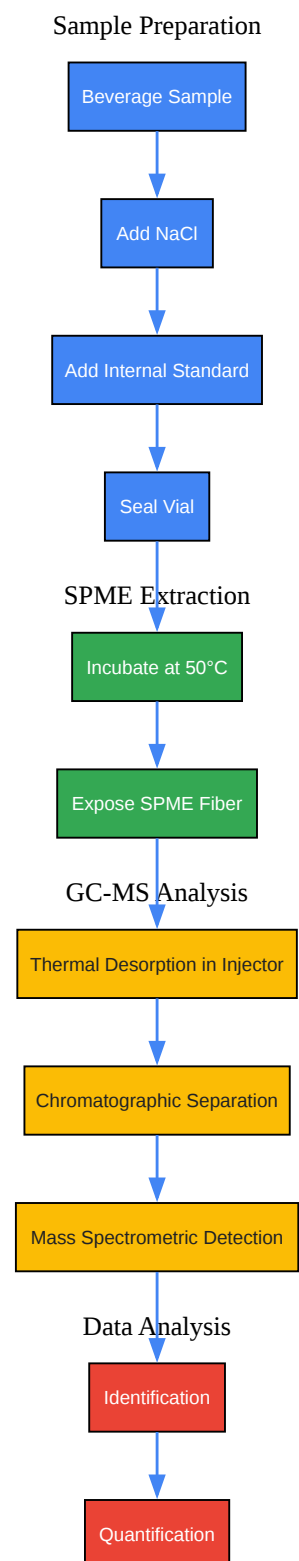 Sample Preparation
Beverage Sample
Add NaCl
Add Internal Standard
Seal Vial
SPME Extraction
Incubate at 50°C
Expose SPME Fiber
GC-MS Analysis
Thermal Desorption in Injector
Chromatographic Separation
Mass Spectrometric Detection
Data Analysis
Identification
Quantification